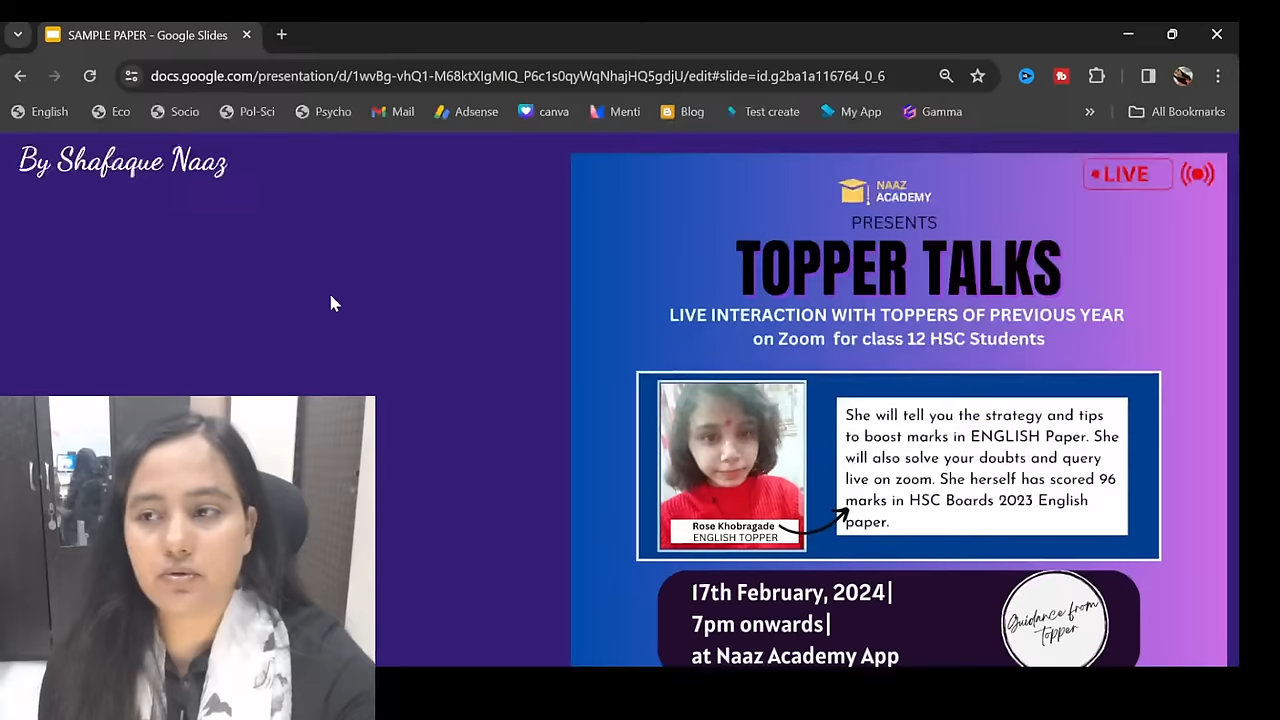 SAMPLE PAPER - Google Slides
docs.google.com/presentation/d/1wvBg-vhQ1-M68ktXlgMIQ_P6c1s0qyWqNhajHQ5gdjU/edit#slide=id.g2ba1a116764_0_6
English Eco Socio Pol-Sci Psycho Mail Adsense canva Menti Blog Test create My App Gamma » All Bookmarks
By Shafaque Naaz
• LIVE
NAAZ
ACADEMY
PRESENTS
TOPPER TALKS
LIVE INTERACTION WITH TOPPERS OF PREVIOUS YEAR
on Zoom for class 12 HSC Students
She will tell you the strategy and tips
to boost marks in ENGLISH Paper. She
will also solve your doubts and query
live on zoom. She herself has scored 96
marks in HSC Boards 2023 English
paper.
Rose Khobragade
ENGLISH TOPPER
17th February, 2024|
7pm onwards|
at Naaz Academy App
Guidance from
Topper